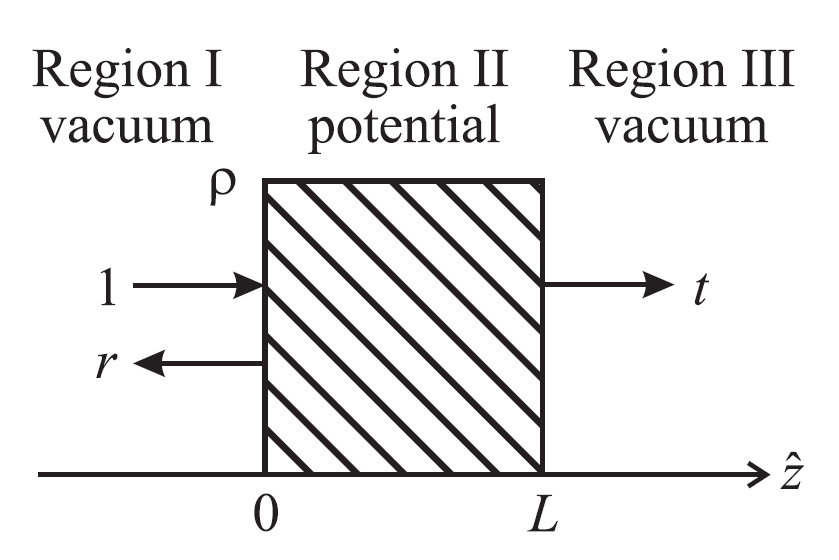 Region I Region II Region III
vacuum potential vacuum
ρ
1 t
r
0 L ẑ